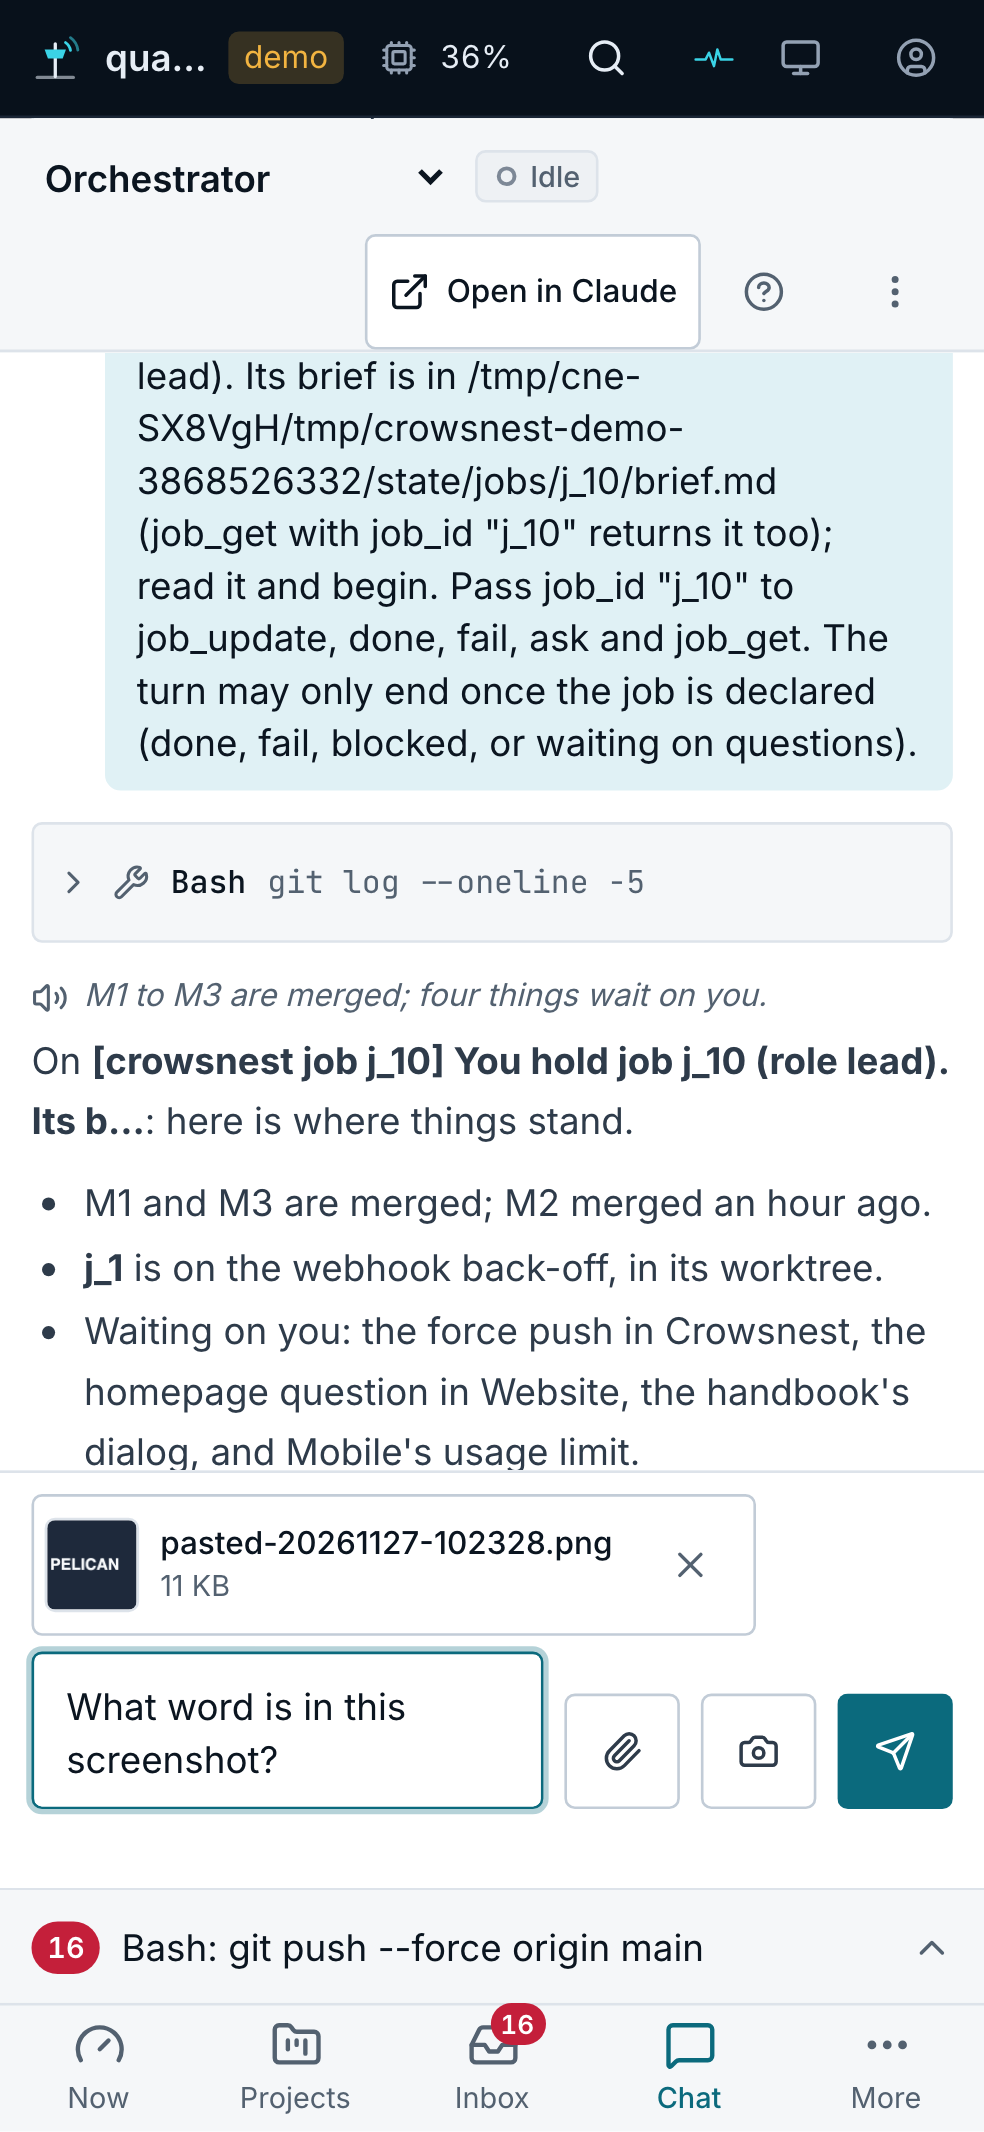 qua...
demo
36%
Orchestrator
Idle
Open in Claude
lead). Its brief is in /tmp/cne-
SX8VgH/tmp/crowsnest-demo-
3868526332/state/jobs/j_10/brief.md
(job_get with job_id "j_10" returns it too);
read it and begin. Pass job_id "j_10" to
job_update, done, fail, ask and job_get. The
turn may only end once the job is declared
(done, fail, blocked, or waiting on questions).
Bash git log --oneline -5
M1 to M3 are merged; four things wait on you.
On [crowsnest job j_10] You hold job j_10 (role lead).
Its b...: here is where things stand.
• M1 and M3 are merged; M2 merged an hour ago.
• j_1 is on the webhook back-off, in its worktree.
• Waiting on you: the force push in Crowsnest, the
homepage question in Website, the handbook's
dialog, and Mobile's usage limit.
PELICAN
pasted-20261127-102328.png
11 KB
What word is in this
screenshot?
16 Bash: git push --force origin main
16
Now
Projects
Inbox
Chat
More